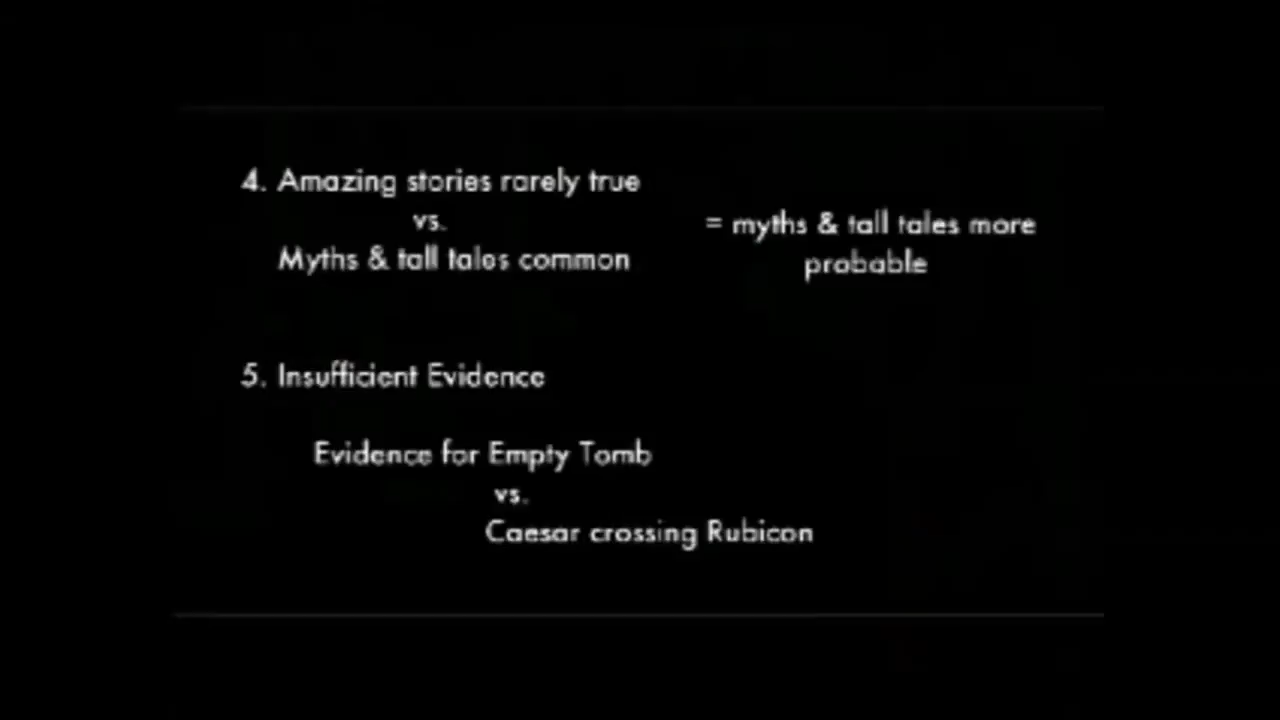 4. Amazing stories rarely true
vs.
Myths & tall tales common
= myths & tall tales more
probable
5. Insufficient Evidence
Evidence for Empty Tomb
vs.
Caesar crossing Rubicon